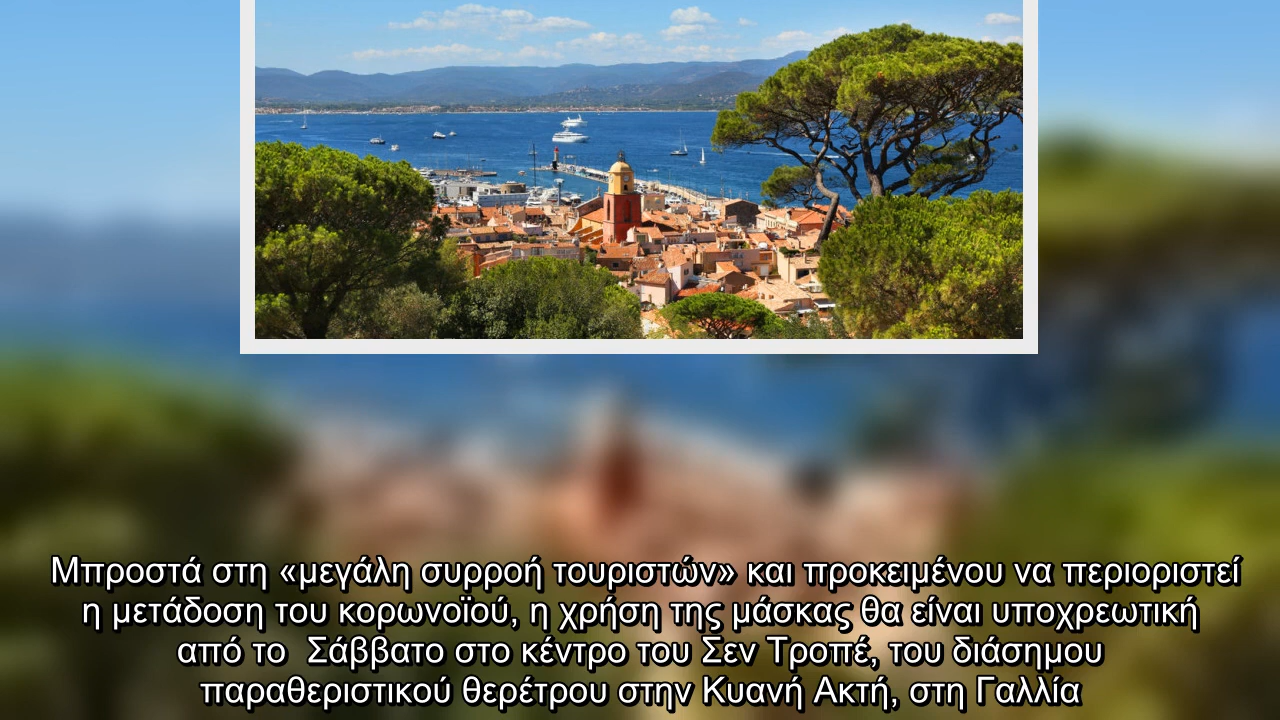 Μπροστά στη «μεγάλη συρροή τουριστών» και προκειμένου να περιοριστεί
η μετάδοση του κορωνοϊού, η χρήση της μάσκας θα είναι υποχρεωτική
από το  Σάββατο στο κέντρο του Σεν Τροπέ, του διάσημου
παραθεριστικού θερέτρου στην Κυανή Ακτή, στη Γαλλία